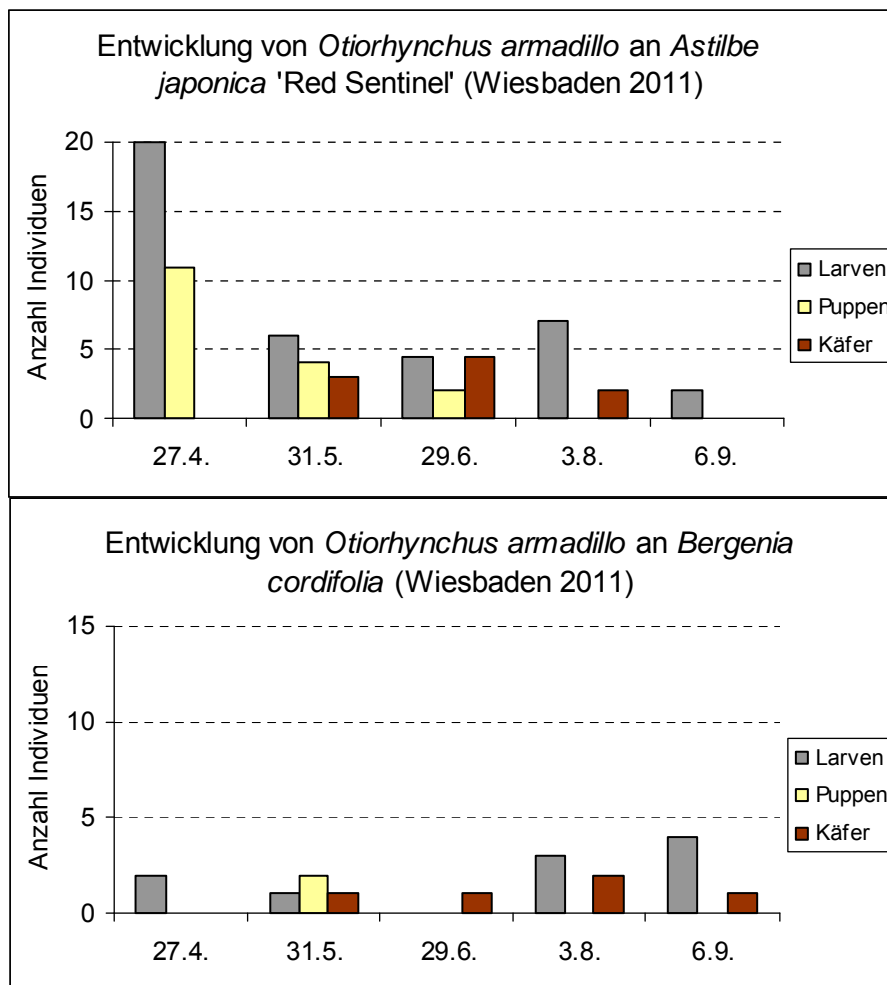 Entwicklung von Otiorhynchus armadillo an Astilbe
japonica 'Red Sentinel' (Wiesbaden 2011)
Anzahl Individuen
20
15
10
5
0
27.4. 31.5. 29.6. 3.8. 6.9.
Larven
Puppen
Käfer
Entwicklung von Otiorhynchus armadillo an Bergenia
cordifolia (Wiesbaden 2011)
Anzahl Individuen
15
10
5
0
27.4. 31.5. 29.6. 3.8. 6.9.
Larven
Puppen
Käfer